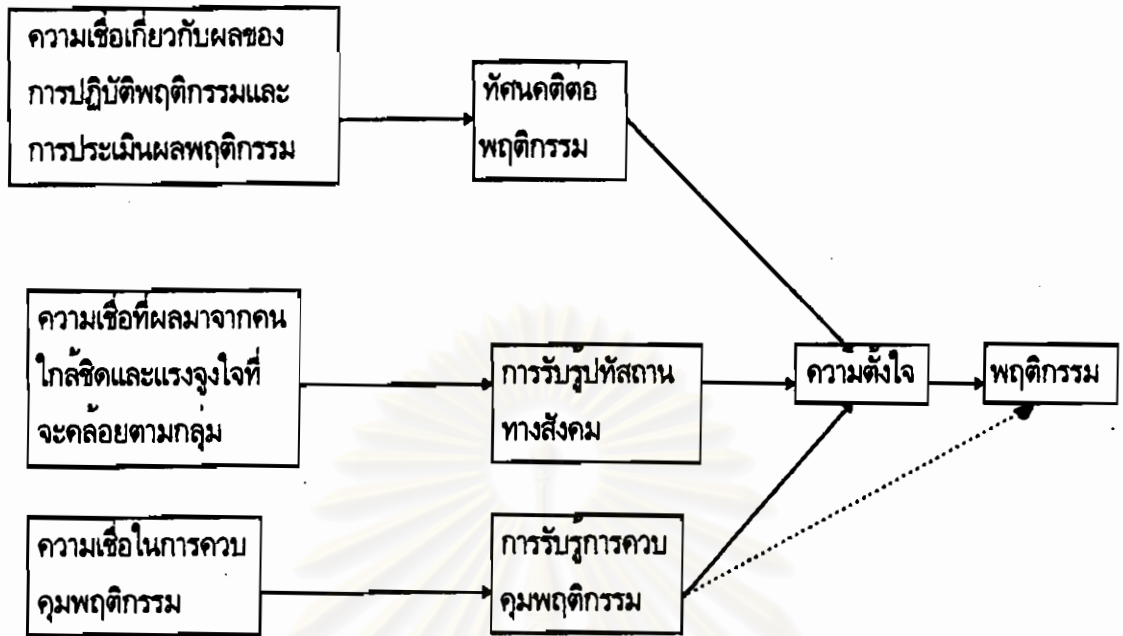 ความเชื่อเกี่ยวกับผลของ
การปฏิบัติพฤติกรรมและ
การประเมินผลพฤติกรรม
ทัศนคติต่อ
พฤติกรรม
ความเชื่อที่ผลมาจากคน
ใกล้ชิดและแรงจูงใจที่
จะคล้อยตามกลุ่ม
การรับรู้ปทัสถาน
ทางสังคม
ความตั้งใจ
พฤติกรรม
ความเชื่อในการควบ
คุมพฤติกรรม
การรับรู้การควบ
คุมพฤติกรรม